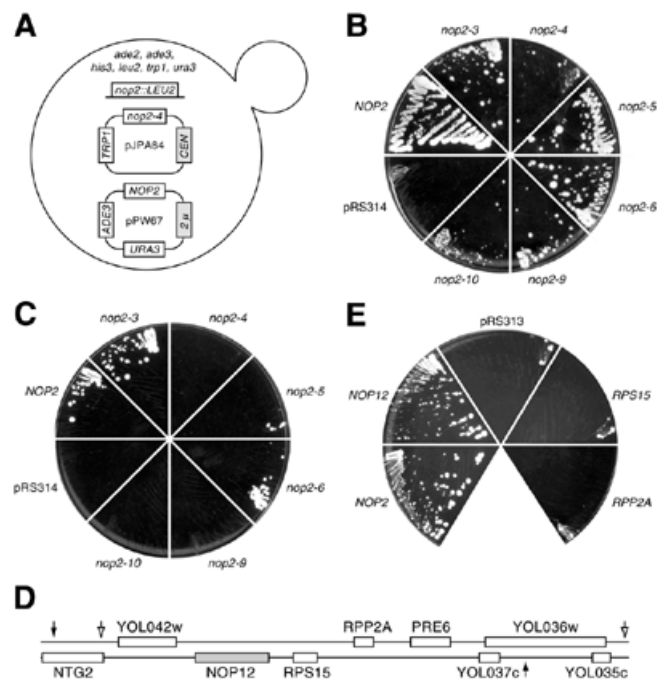 A
ade2, ade3,
his3, leu2, trp1, ura3
nop2::LEU2
nop2-4
TRP1
pJPA64
CEN
NOP2
ADE3
pPW67
2 μ
URA3
B
nop2-3
nop2-4
NOP2
nop2-5
pRS314
nop2-6
nop2-10
nop2-9
C
nop2-3
nop2-4
NOP2
nop2-5
pRS314
nop2-6
nop2-10
nop2-9
E
pRS313
NOP12
RPS15
NOP2
RPP2A
D
YOL042w
RPP2A
PRE6
YOL036w
NTG2
NOP12
RPS15
YOL037c
YOL035c